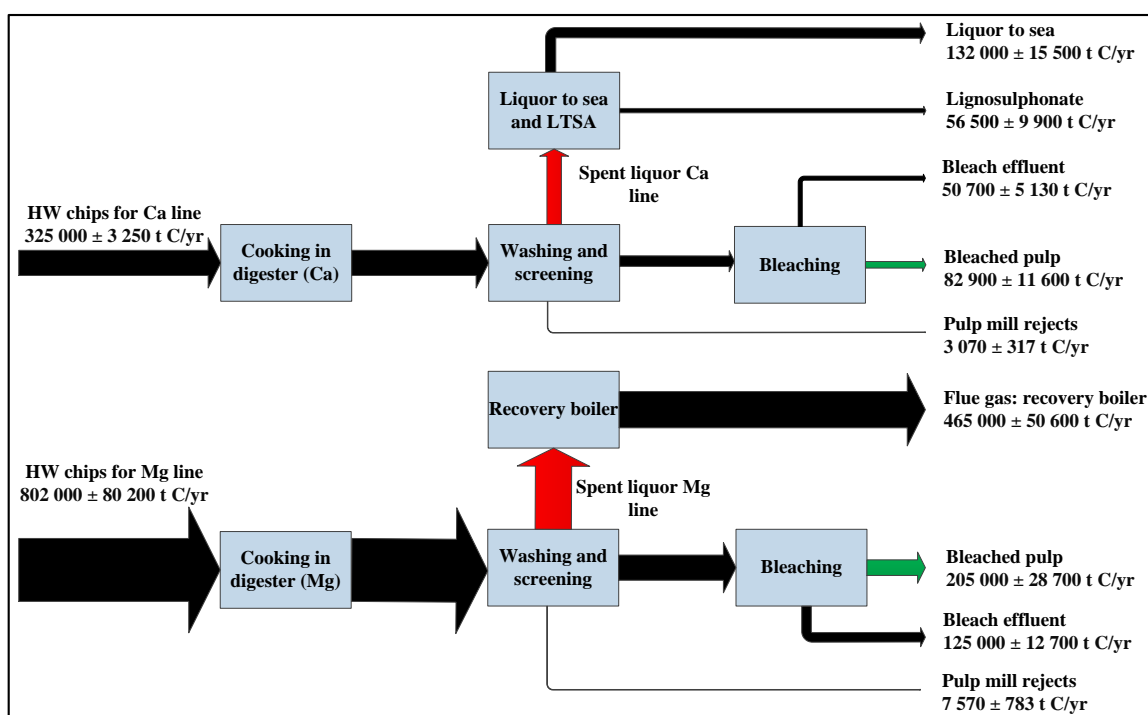 Liquor to sea
132 000 ± 15 500 t C/yr
Liquor to sea
and LTSA
Lignosulphonate
56 500 ± 9 900 t C/yr
Spent liquor Ca
line
Bleach effluent
50 700 ± 5 130 t C/yr
HW chips for Ca line
325 000 ± 3 250 t C/yr
Cooking in
digester (Ca)
Washing and
screening
Bleaching
Bleached pulp
82 900 ± 11 600 t C/yr
Pulp mill rejects
3 070 ± 317 t C/yr
Recovery boiler
Flue gas: recovery boiler
465 000 ± 50 600 t C/yr
HW chips for Mg line
802 000 ± 80 200 t C/yr
Spent liquor Mg
line
Cooking in
digester (Mg)
Washing and
screening
Bleaching
Bleached pulp
205 000 ± 28 700 t C/yr
Bleach effluent
125 000 ± 12 700 t C/yr
Pulp mill rejects
7 570 ± 783 t C/yr